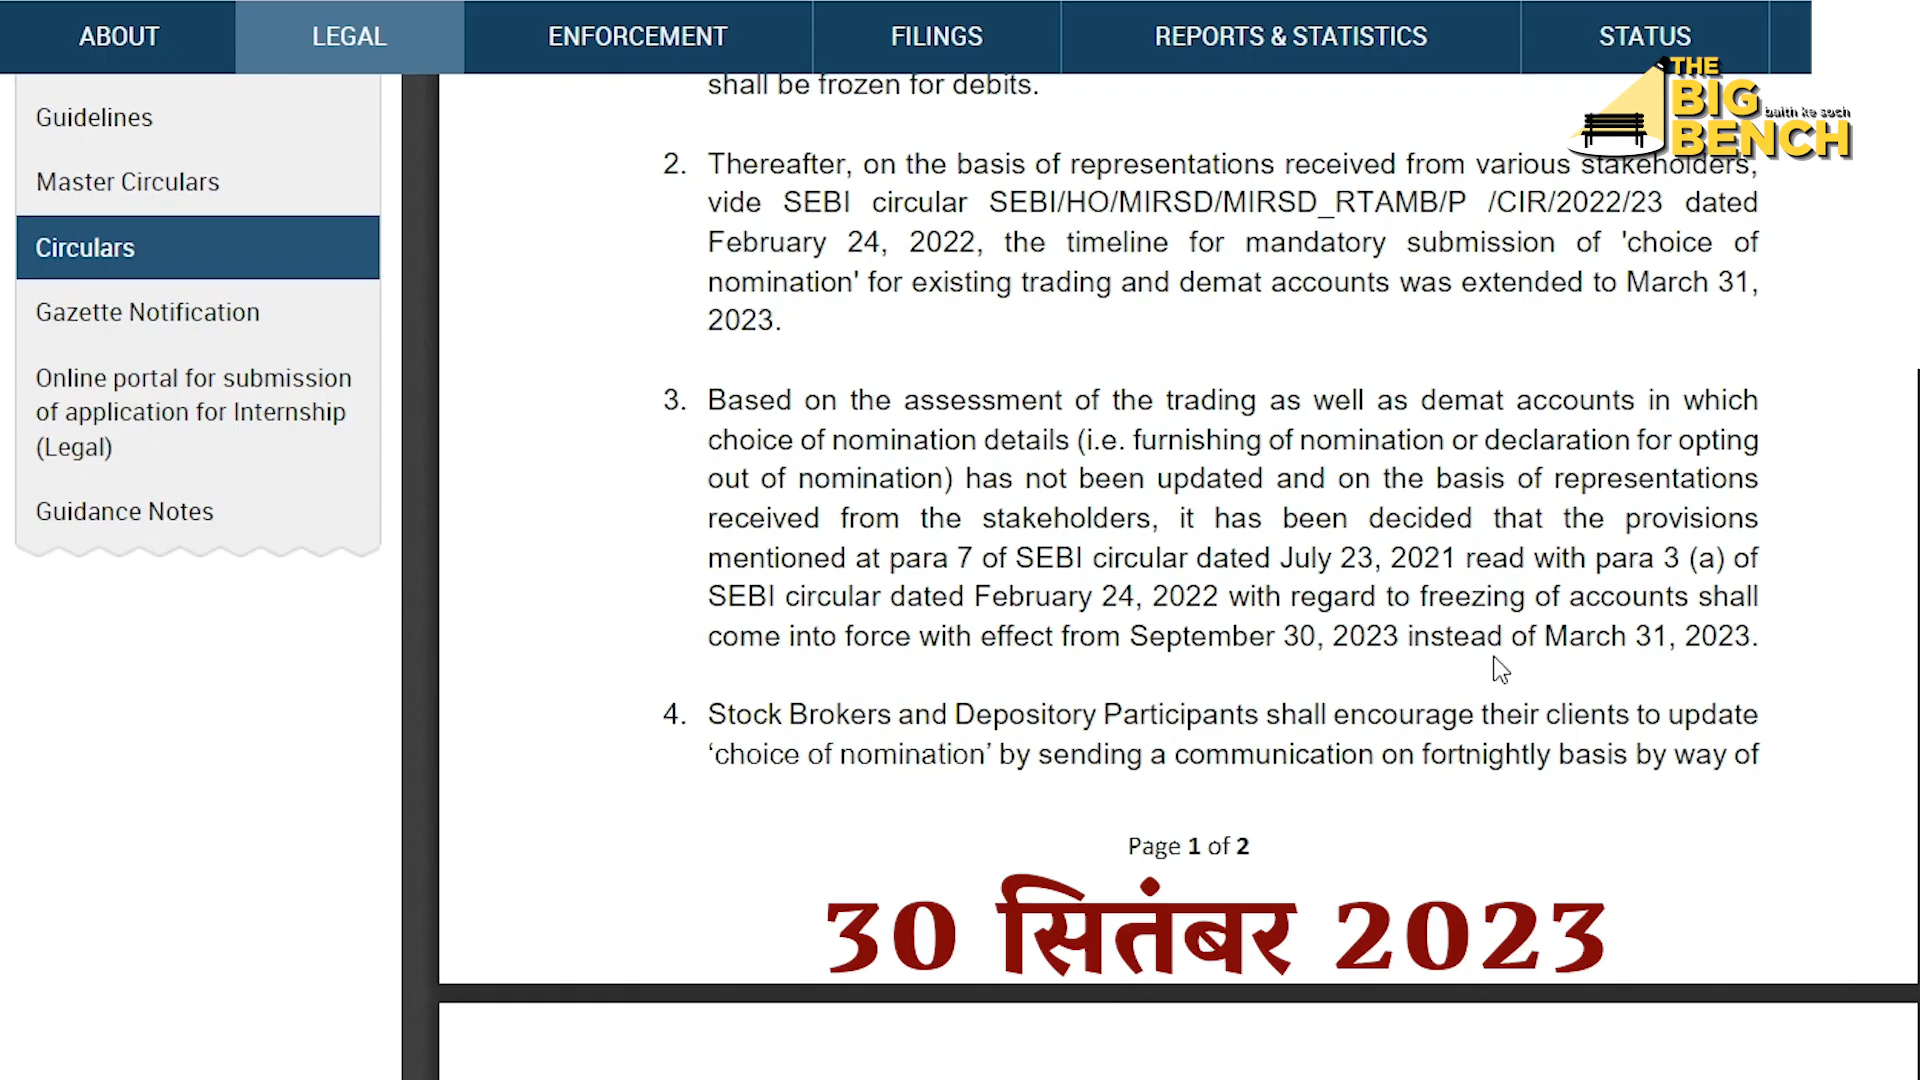 ABOUT
LEGAL
ENFORCEMENT
FILINGS
REPORTS & STATISTICS
STATUS
THE
BIG
baith ke soch
BENCH
Guidelines
Master Circulars
Circulars
Gazette Notification
Online portal for submission
of application for Internship
(Legal)
Guidance Notes
shall be frozen for debits.
2. Thereafter, on the basis of representations received from various stakeholders,
vide SEBI circular SEBI/HO/MIRSD/MIRSD_RTAMB/P /CIR/2022/23 dated
February 24, 2022, the timeline for mandatory submission of 'choice of
nomination' for existing trading and demat accounts was extended to March 31,
2023.
3. Based on the assessment of the trading as well as demat accounts in which
choice of nomination details (i.e. furnishing of nomination or declaration for opting
out of nomination) has not been updated and on the basis of representations
received from the stakeholders, it has been decided that the provisions
mentioned at para 7 of SEBI circular dated July 23, 2021 read with para 3 (a) of
SEBI circular dated February 24, 2022 with regard to freezing of accounts shall
come into force with effect from September 30, 2023 instead of March 31, 2023.
4. Stock Brokers and Depository Participants shall encourage their clients to update
‘choice of nomination’ by sending a communication on fortnightly basis by way of
Page 1 of 2
30 सितंबर 2023